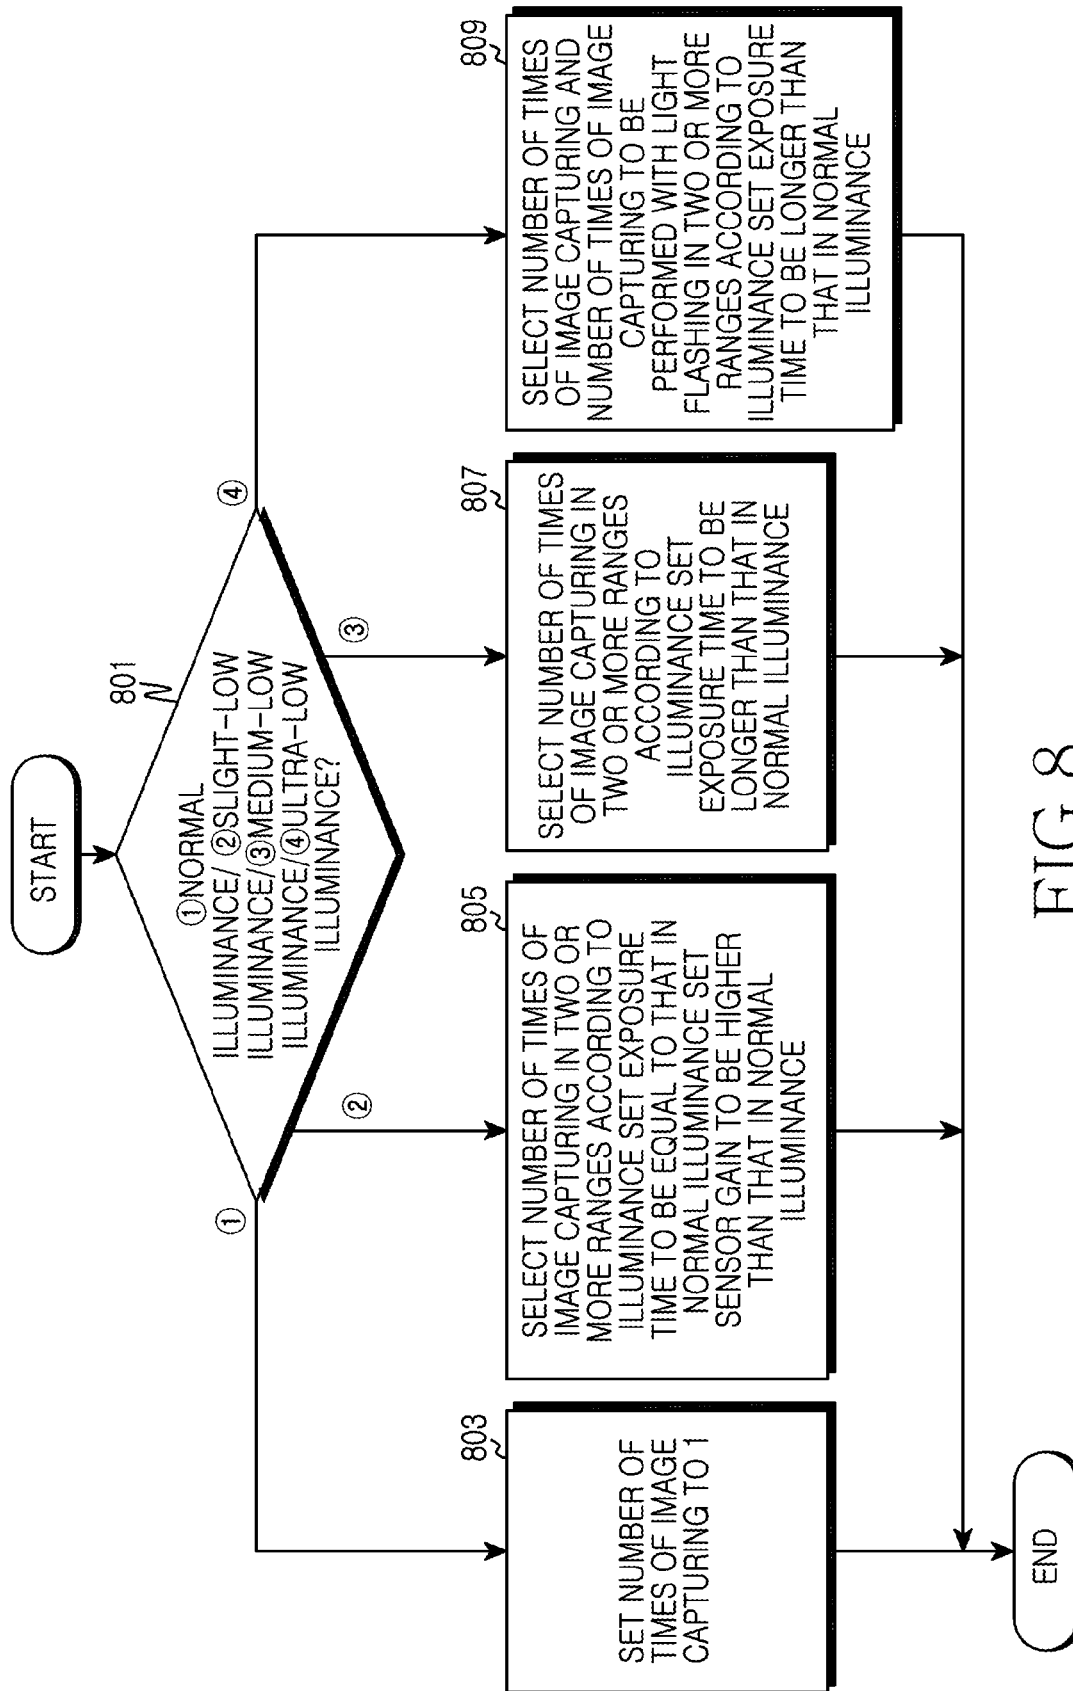 START
801
①NORMAL
ILLUMINANCE/ ②SLIGHT-LOW
ILLUMINANCE/③MEDIUM-LOW
ILLUMINANCE/④ULTRA-LOW
ILLUMINANCE?
①
②
③
④
803
SET NUMBER OF
TIMES OF IMAGE
CAPTURING TO 1
805
SELECT NUMBER OF TIMES OF
IMAGE CAPTURING IN TWO OR
MORE RANGES ACCORDING TO
ILLUMINANCE SET EXPOSURE
TIME TO BE EQUAL TO THAT IN
NORMAL ILLUMINANCE SET
SENSOR GAIN TO BE HIGHER
THAN THAT IN NORMAL
ILLUMINANCE
807
SELECT NUMBER OF TIMES
OF IMAGE CAPTURING IN
TWO OR MORE RANGES
ACCORDING TO
ILLUMINANCE SET
EXPOSURE TIME TO BE
LONGER THAN THAT IN
NORMAL ILLUMINANCE
809
SELECT NUMBER OF TIMES
OF IMAGE CAPTURING AND
NUMBER OF TIMES OF IMAGE
CAPTURING TO BE
PERFORMED WITH LIGHT
FLASHING IN TWO OR MORE
RANGES ACCORDING TO
ILLUMINANCE SET EXPOSURE
TIME TO BE LONGER THAN
THAT IN NORMAL
ILLUMINANCE
END
FIG.8